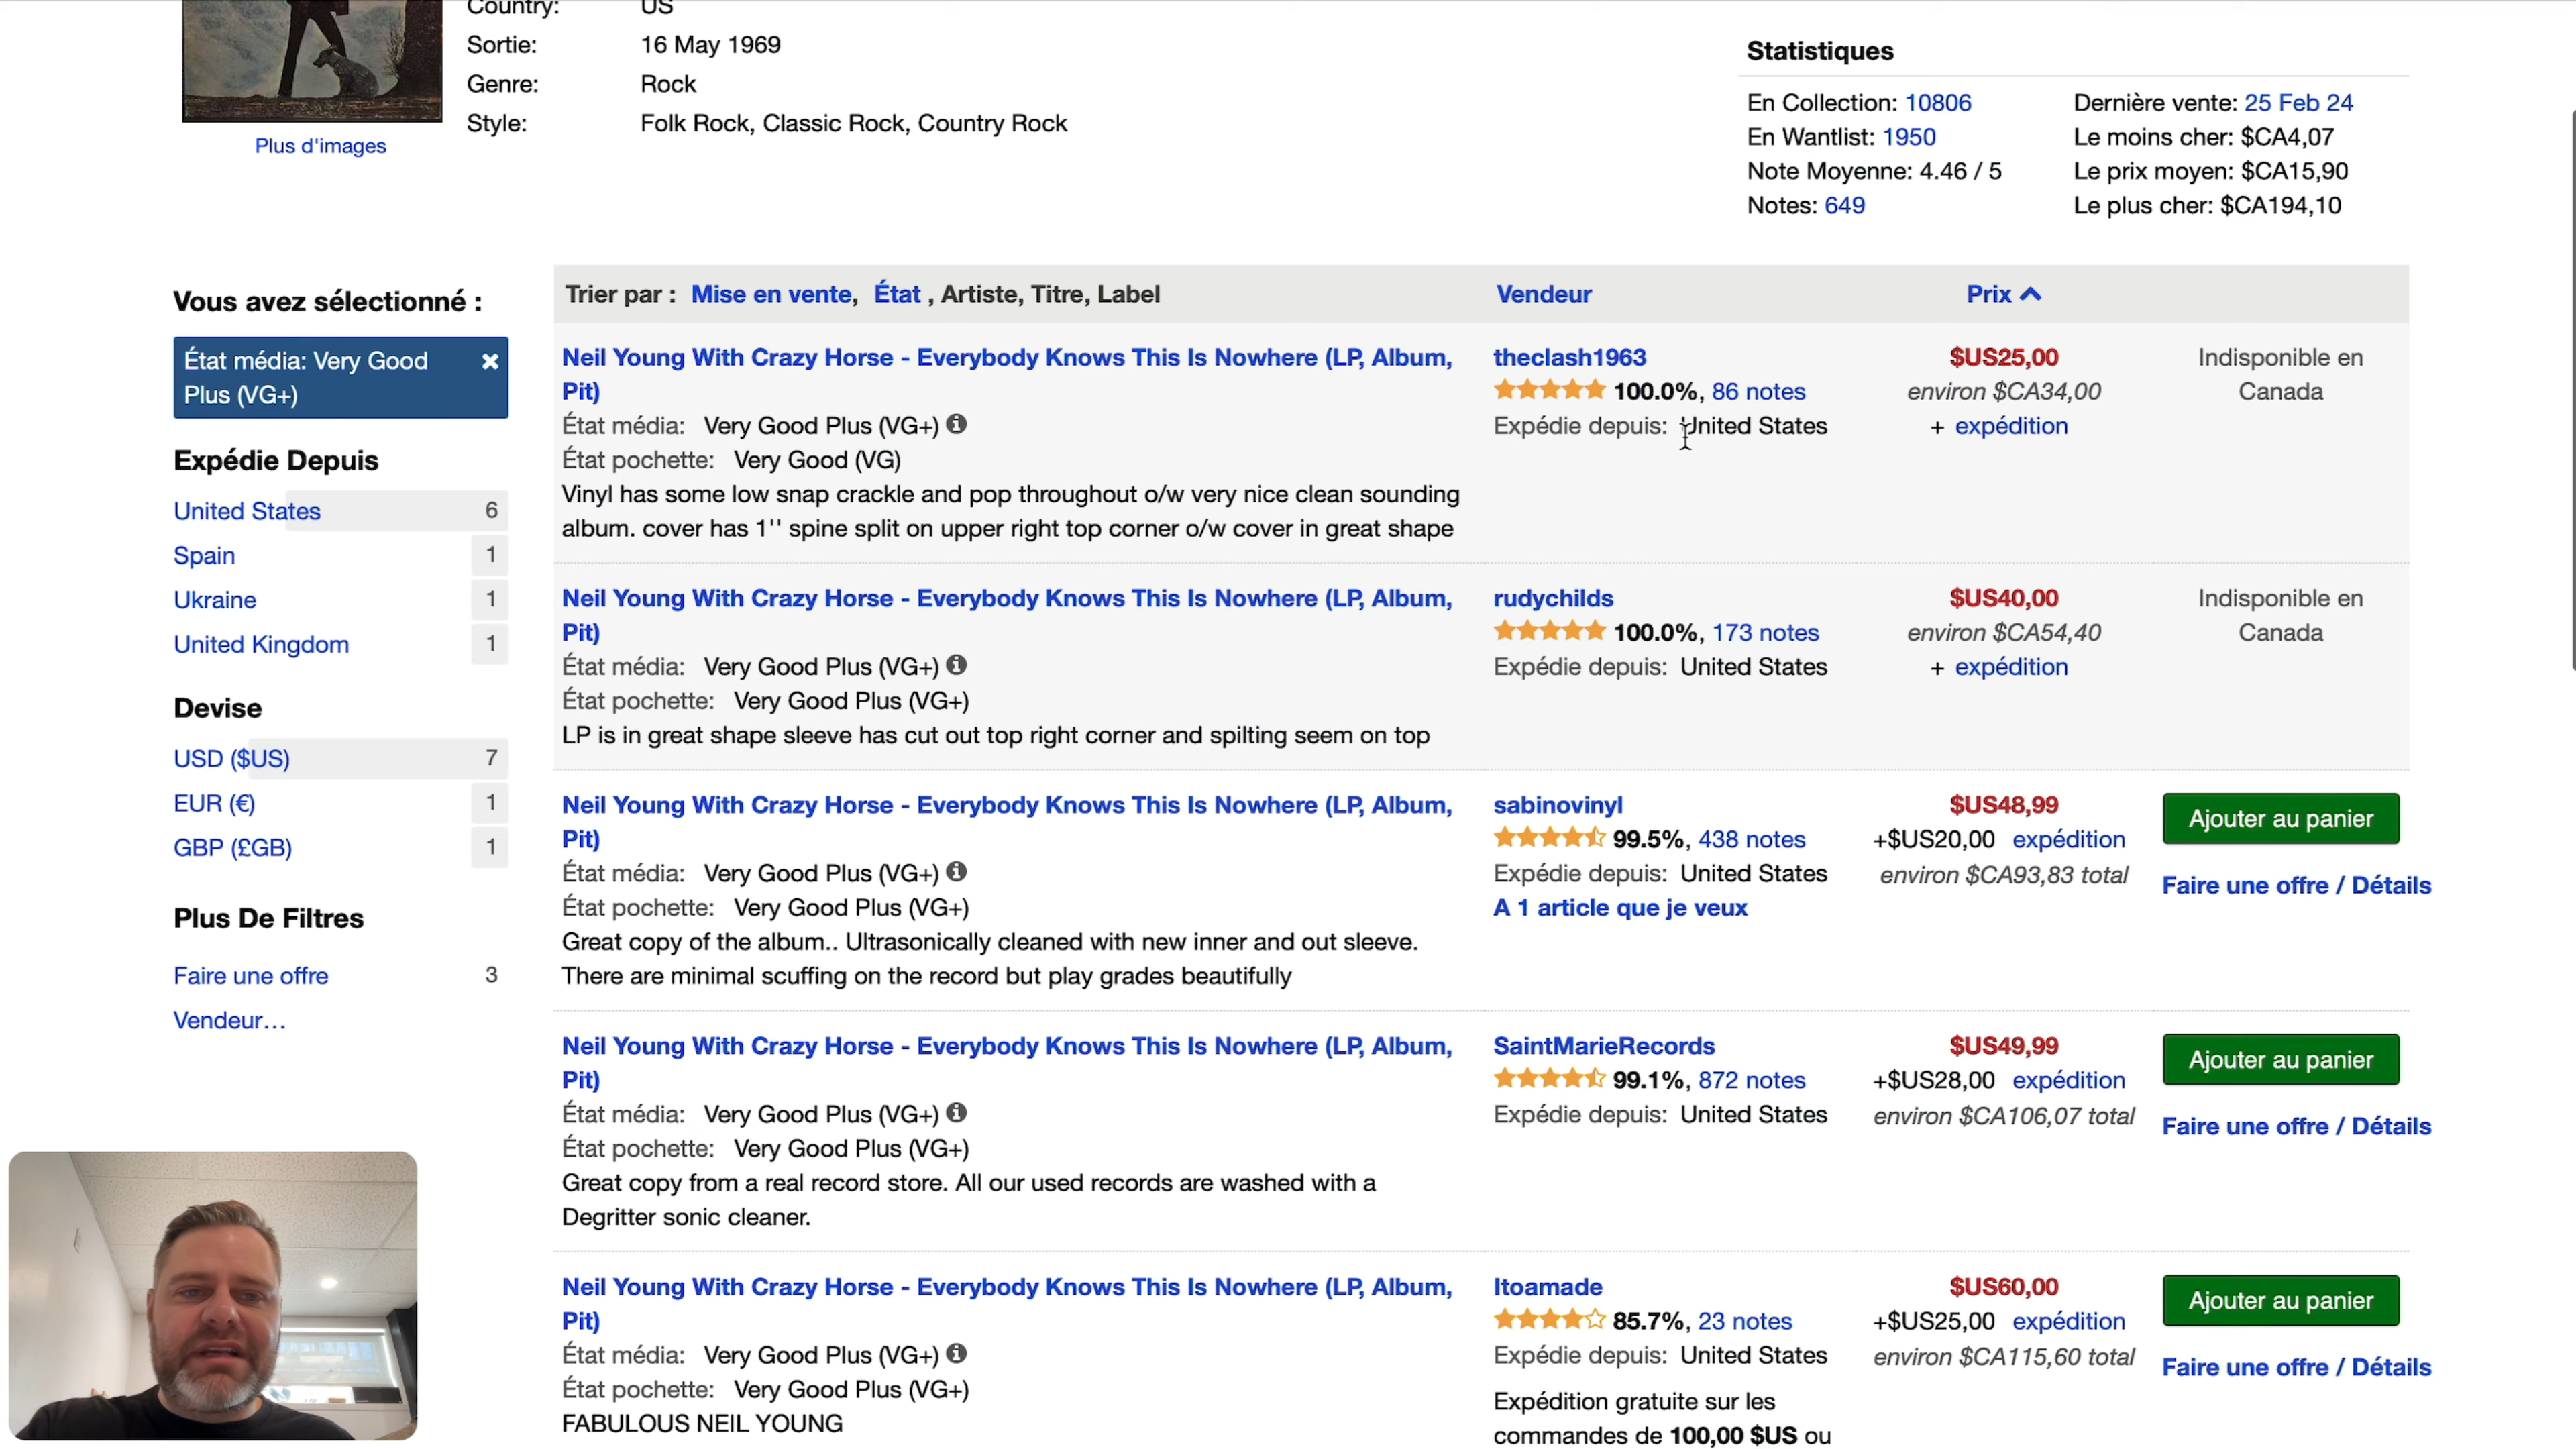 Country: US
Sortie: 16 May 1969
Genre: Rock
Style: Folk Rock, Classic Rock, Country Rock
Plus d'images
Statistiques
En Collection: 10806
En Wantlist: 1950
Note Moyenne: 4.46 / 5
Notes: 649
Dernière vente: 25 Feb 24
Le moins cher: $CA4,07
Le prix moyen: $CA15,90
Le plus cher: $CA194,10
Vous avez sélectionné :
État média: Very Good
Plus (VG+)
Expédie Depuis
United States 6
Spain 1
Ukraine 1
United Kingdom 1
Devise
USD ($US) 7
EUR (€) 1
GBP (£GB) 1
Plus De Filtres
Faire une offre 3
Vendeur…
Trier par : Mise en vente, État , Artiste, Titre, Label Vendeur Prix
Neil Young With Crazy Horse - Everybody Knows This Is Nowhere (LP, Album,
Pit)
État média: Very Good Plus (VG+)
État pochette: Very Good (VG)
Vinyl has some low snap crackle and pop throughout o/w very nice clean sounding
album. cover has 1'' spine split on upper right top corner o/w cover in great shape
theclash1963
100.0%, 86 notes
Expédie depuis: United States
$US25,00
environ $CA34,00
+ expédition
Indisponible en
Canada
Neil Young With Crazy Horse - Everybody Knows This Is Nowhere (LP, Album,
Pit)
État média: Very Good Plus (VG+)
État pochette: Very Good Plus (VG+)
LP is in great shape sleeve has cut out top right corner and spilting seem on top
rudychilds
100.0%, 173 notes
Expédie depuis: United States
$US40,00
environ $CA54,40
+ expédition
Indisponible en
Canada
Neil Young With Crazy Horse - Everybody Knows This Is Nowhere (LP, Album,
Pit)
État média: Very Good Plus (VG+)
État pochette: Very Good Plus (VG+)
Great copy of the album.. Ultrasonically cleaned with new inner and out sleeve.
There are minimal scuffing on the record but play grades beautifully
sabinovinyl
99.5%, 438 notes
Expédie depuis: United States
A 1 article que je veux
$US48,99
+$US20,00 expédition
environ $CA93,83 total
Ajouter au panier
Faire une offre / Détails
Neil Young With Crazy Horse - Everybody Knows This Is Nowhere (LP, Album,
Pit)
État média: Very Good Plus (VG+)
État pochette: Very Good Plus (VG+)
Great copy from a real record store. All our used records are washed with a
Degritter sonic cleaner.
SaintMarieRecords
99.1%, 872 notes
Expédie depuis: United States
$US49,99
+$US28,00 expédition
environ $CA106,07 total
Ajouter au panier
Faire une offre / Détails
Neil Young With Crazy Horse - Everybody Knows This Is Nowhere (LP, Album,
Pit)
État média: Very Good Plus (VG+)
État pochette: Very Good Plus (VG+)
FABULOUS NEIL YOUNG
Itoamade
85.7%, 23 notes
Expédie depuis: United States
Expédition gratuite sur les
commandes de 100,00 $US ou
$US60,00
+$US25,00 expédition
environ $CA115,60 total
Ajouter au panier
Faire une offre / Détails